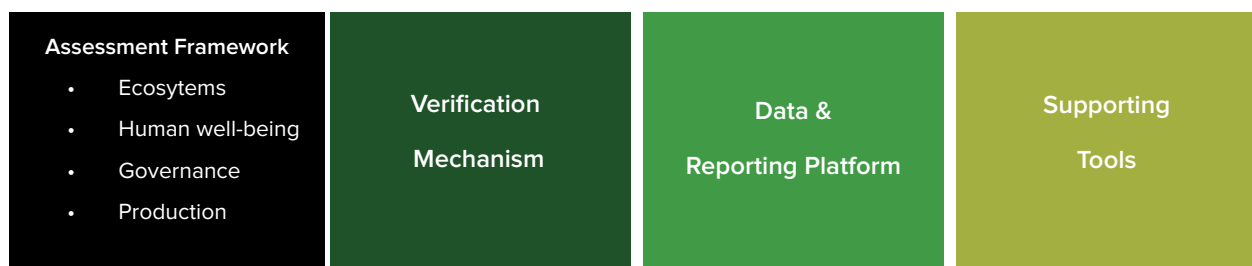 Assessment Framework
• Ecosytems
• Human well-being
• Governance
• Production
Verification
Mechanism
Data &
Reporting Platform
Supporting
Tools